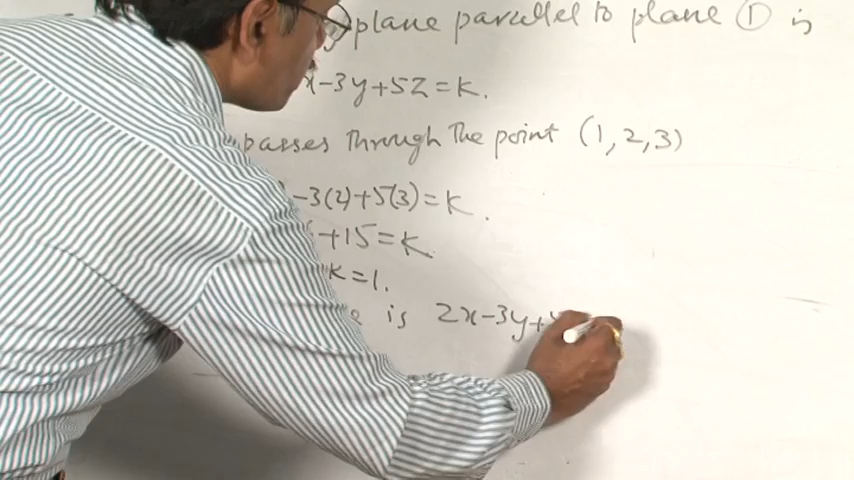 plane parallel to plane ① is
x-3y+5z=K.
passes through the point (1,2,3)
-3(2)+5(3)=K.
+15=K.
K=1.
is 2x-3y+